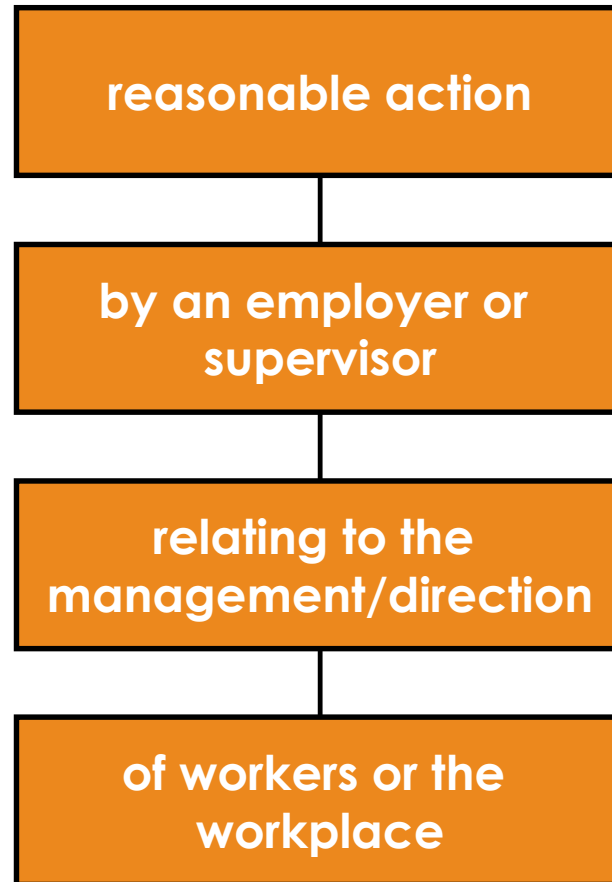 reasonable action
by an employer or
supervisor
relating to the
management/direction
of workers or the
workplace